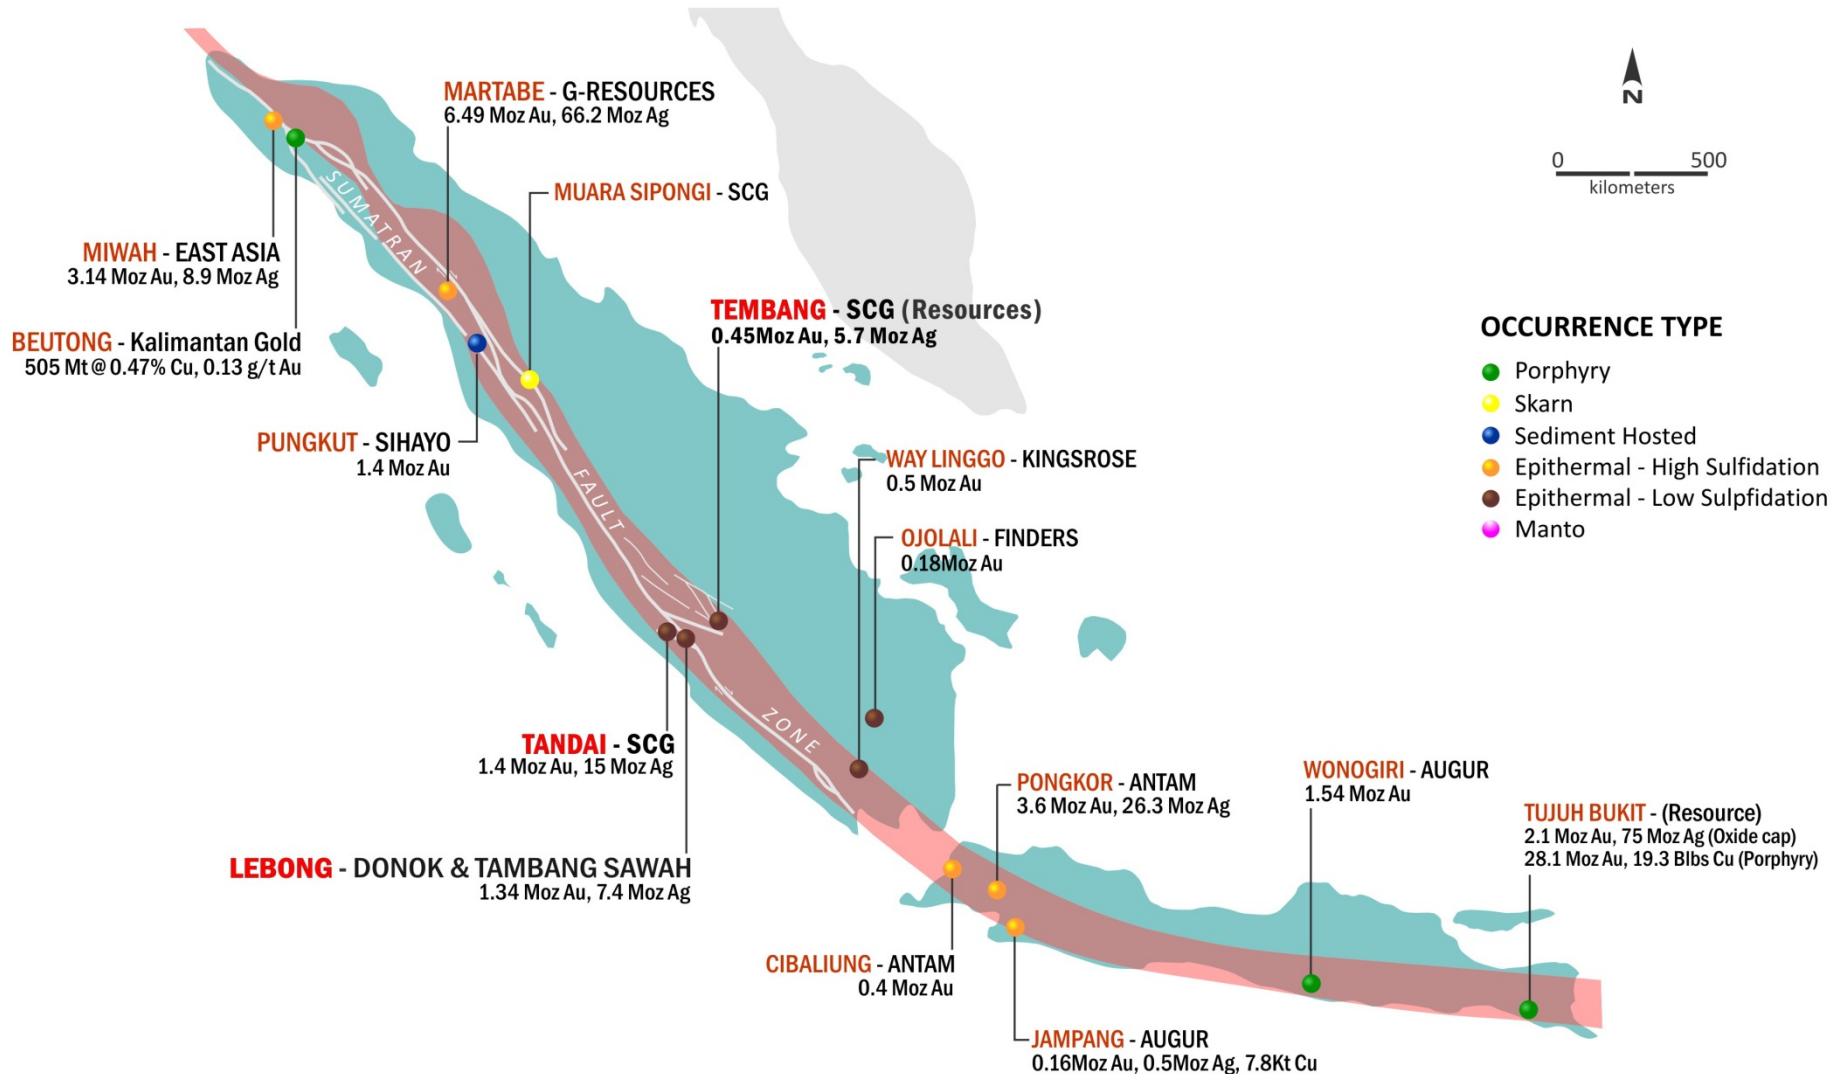 MARTABE - G-RESOURCES
6.49 Moz Au, 66.2 Moz Ag
N
0 500
kilometers
MUARA SIPONGI - SCG
SUMATRAN
MIWAH - EAST ASIA
3.14 Moz Au, 8.9 Moz Ag
TEMBANG - SCG (Resources)
0.45Moz Au, 5.7 Moz Ag
BEUTONG - Kalimantan Gold
505 Mt @ 0.47% Cu, 0.13 g/t Au
OCCURRENCE TYPE
Porphyry
Skarn
Sediment Hosted
Epithermal - High Sulfidation
Epithermal - Low Sulpfidation
Manto
PUNGKUT - SIHAYO
1.4 Moz Au
WAY LINGGO - KINGSROSE
0.5 Moz Au
FAULT
OJOLALI - FINDERS
0.18Moz Au
ZONE
TANDAI - SCG
1.4 Moz Au, 15 Moz Ag
PONGKOR - ANTAM
3.6 Moz Au, 26.3 Moz Ag
WONOGIRI - AUGUR
1.54 Moz Au
TUJUH BUKIT - (Resource)
2.1 Moz Au, 75 Moz Ag (Oxide cap)
28.1 Moz Au, 19.3 Blbs Cu (Porphyry)
LEBONG - DONOK & TAMBANG SAWAH
1.34 Moz Au, 7.4 Moz Ag
CIBALIUNG - ANTAM
0.4 Moz Au
JAMPANG - AUGUR
0.16Moz Au, 0.5Moz Ag, 7.8Kt Cu